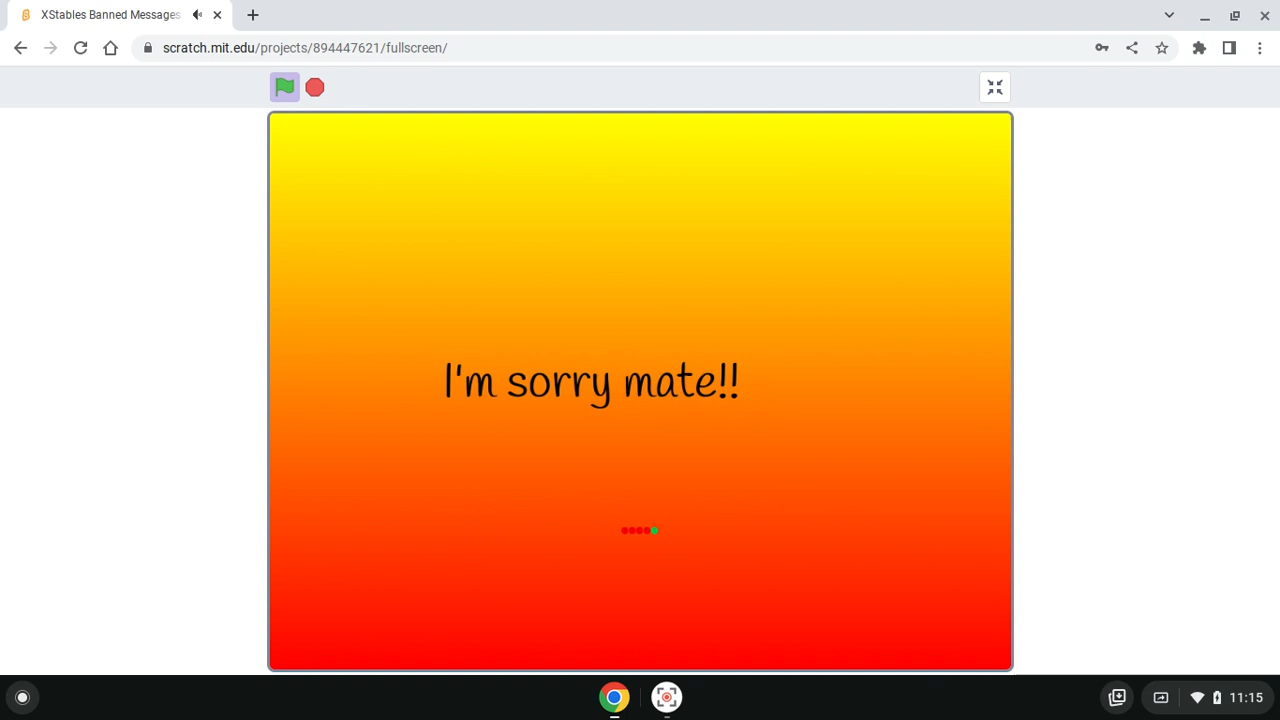 XStables Banned Messages
scratch.mit.edu/projects/894447621/fullscreen/
I'm sorry mate!!
11:15